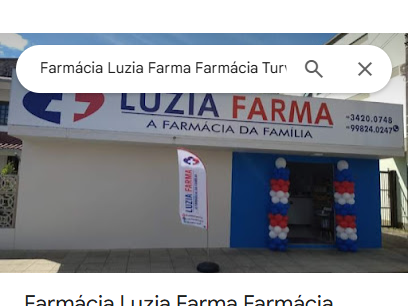 Farmácia Luzia Farma Farmácia Tur
LUZIA FARMA
A FARMÁCIA DA FAMÍLIA
3420.0748
99824.0247
LUZIA FARMA
Farmácia Luzia Farma Farmácia